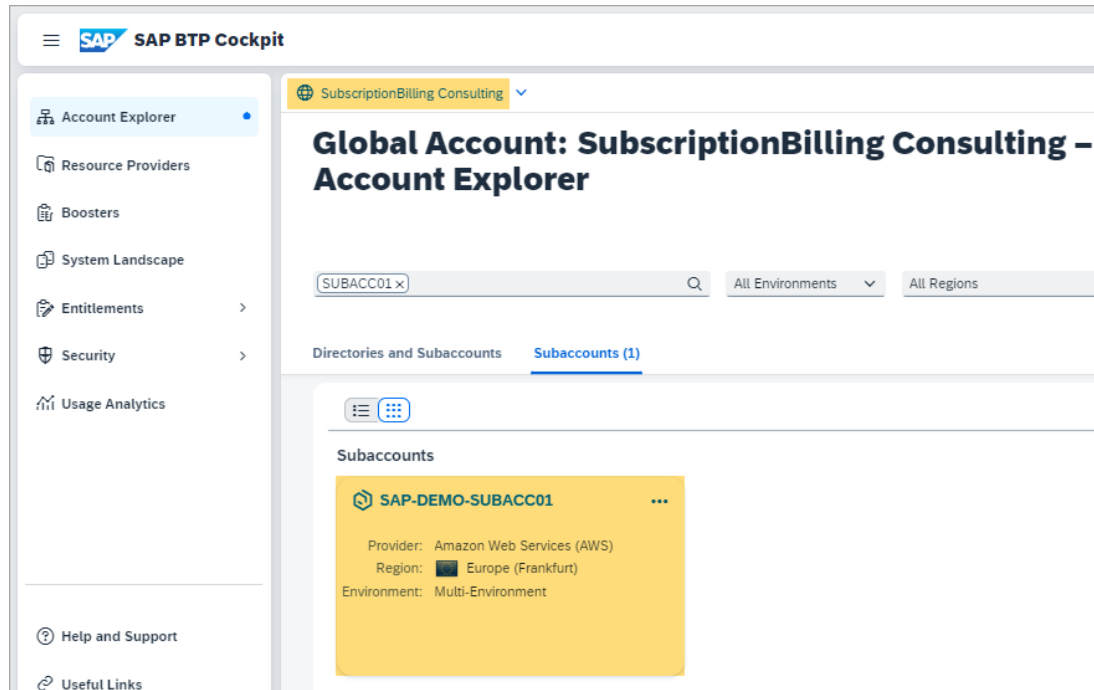 SAP SAP BTP Cockpit
Account Explorer
Resource Providers
Boosters
System Landscape
Entitlements
Security
Usage Analytics
Help and Support
Useful Links
SubscriptionBilling Consulting
Global Account: SubscriptionBilling Consulting –
Account Explorer
SUBACC01 All Environments All Regions
Directories and Subaccounts Subaccounts (1)
Subaccounts
SAP-DEMO-SUBACC01
Provider: Amazon Web Services (AWS)
Region: Europe (Frankfurt)
Environment: Multi-Environment